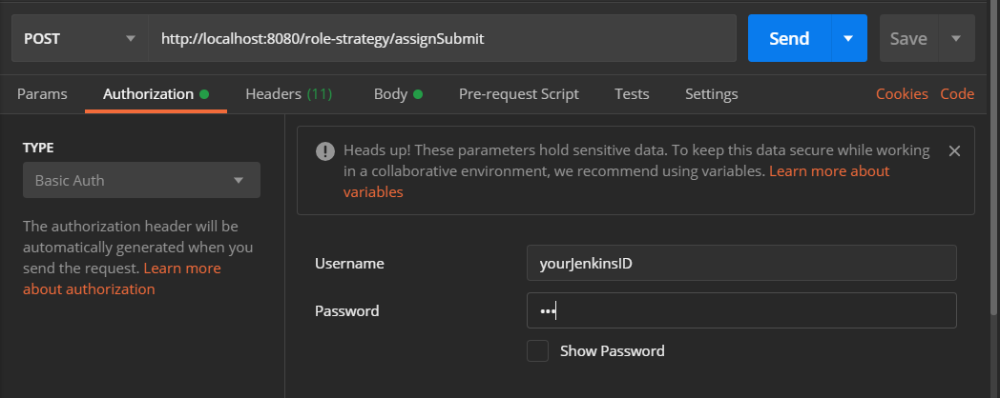 POST http://localhost:8080/role-strategy/assignSubmit Send Save
Params Authorization Headers (11) Body Pre-request Script Tests Settings Cookies Code
TYPE
Basic Auth
The authorization header will be
automatically generated when you
send the request. Learn more
about authorization
Heads up! These parameters hold sensitive data. To keep this data secure while working
in a collaborative environment, we recommend using variables. Learn more about
variables
Username yourJenkinsID
Password •••
Show Password